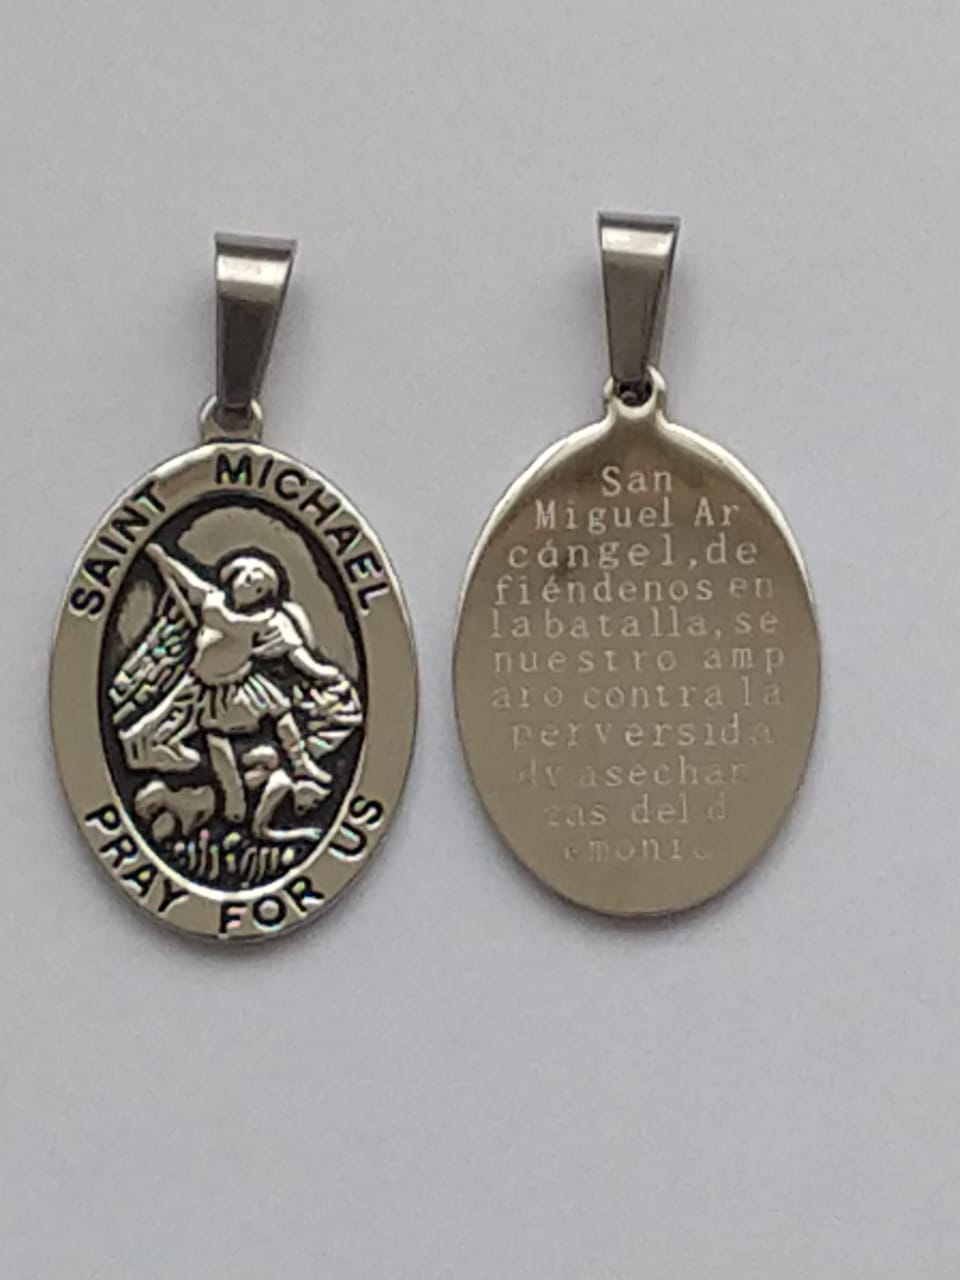 SAINT MICHAEL
PRAY FOR US
San
Miguel Ar
cángel, de
fiéndenos en
la batalla, se
nuestro amp
aro contra la
perversida
d y asechan
zas del d
emonio